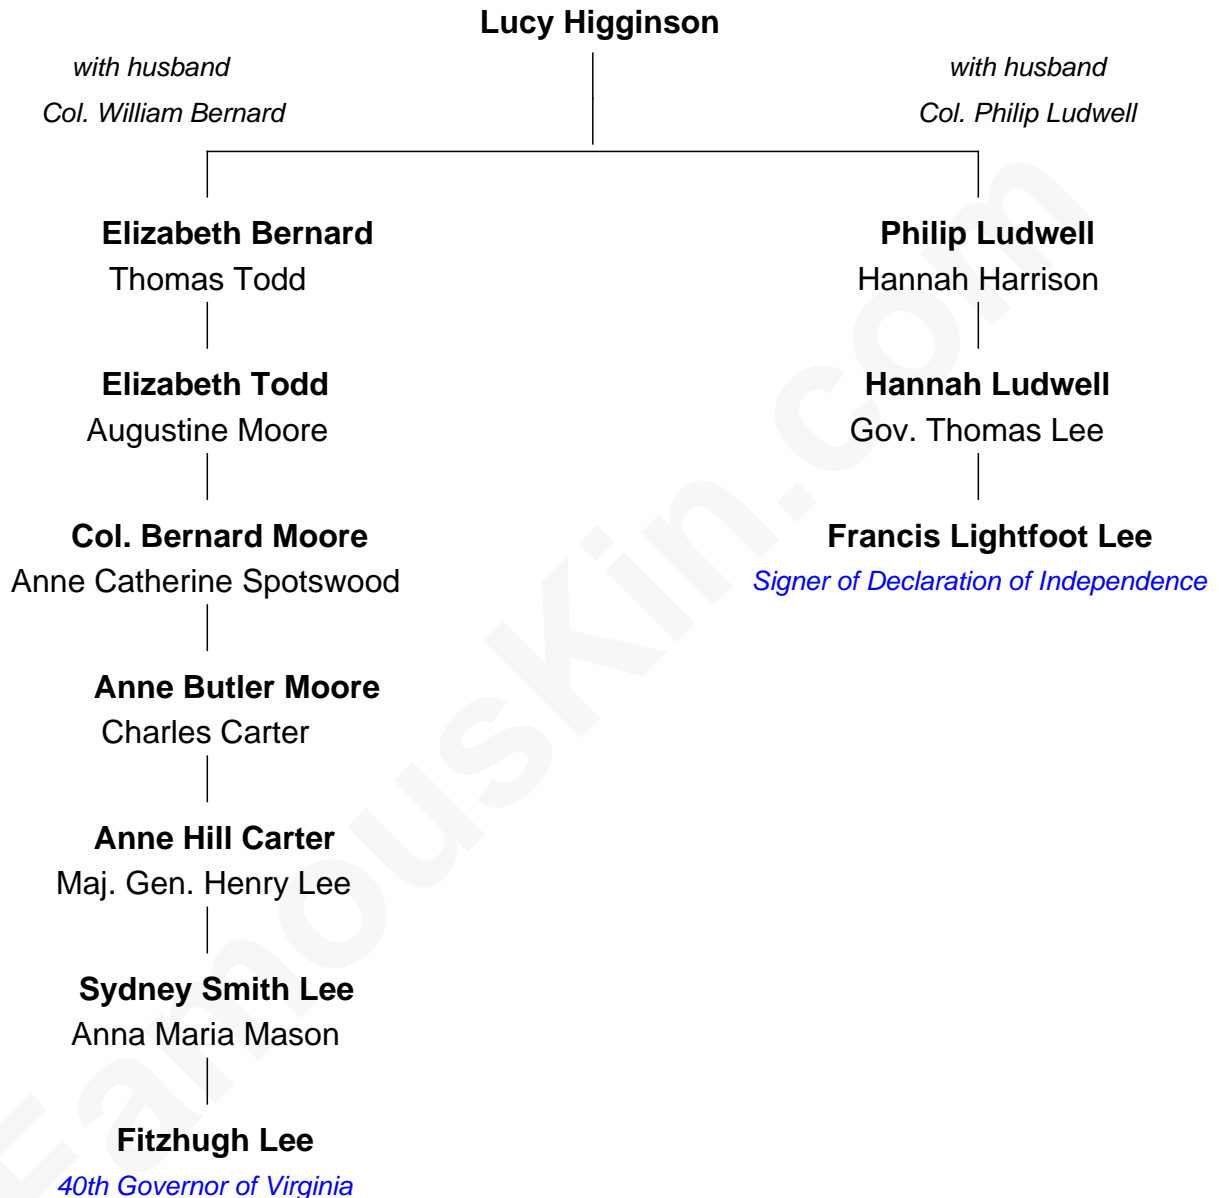 Lucy Higginson
with husband
Col. William Bernard
with husband
Col. Philip Ludwell
Elizabeth Bernard
Thomas Todd
Philip Ludwell
Hannah Harrison
Elizabeth Todd
Augustine Moore
Hannah Ludwell
Gov. Thomas Lee
Col. Bernard Moore
Anne Catherine Spotswood
Francis Lightfoot Lee
Signer of Declaration of Independence
Anne Butler Moore
Charles Carter
Anne Hill Carter
Maj. Gen. Henry Lee
Sydney Smith Lee
Anna Maria Mason
Fitzhugh Lee
40th Governor of Virginia
FamousKin.com